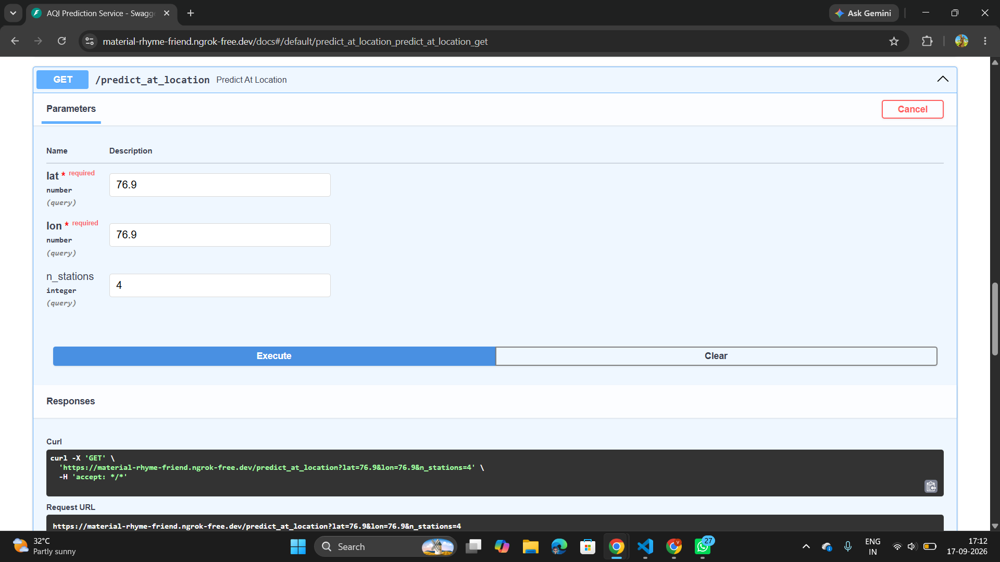 AQI Prediction Service - Swagge
Ask Gemini
material-rhyme-friend.ngrok-free.dev/docs#/default/predict_at_location_predict_at_location_get
GET /predict_at_location Predict At Location
Parameters
Cancel
Name Description
lat * required
number
(query)
76.9
lon * required
number
(query)
76.9
n_stations
integer
(query)
4
Execute
Clear
Responses
Curl
curl -X 'GET' \
'https://material-rhyme-friend.ngrok-free.dev/predict_at_location?lat=76.9&lon=76.9&n_stations=4' \
-H 'accept: */*'
Request URL
https://material-rhyme-friend.ngrok-free.dev/predict_at_location?lat=76.9&lon=76.9&n_stations=4
32°C
Partly sunny
Search
27
ENG
IN
17:12
17-09-2026